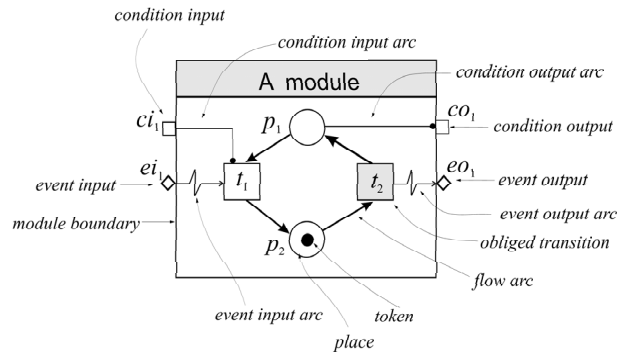 condition input
condition input arc
A module
condition output arc
ci1
p1
co1
condition output
ei1
t1
t2
eo1
event input
event output
event output arc
module boundary
obliged transition
p2
flow arc
event input arc
token
place